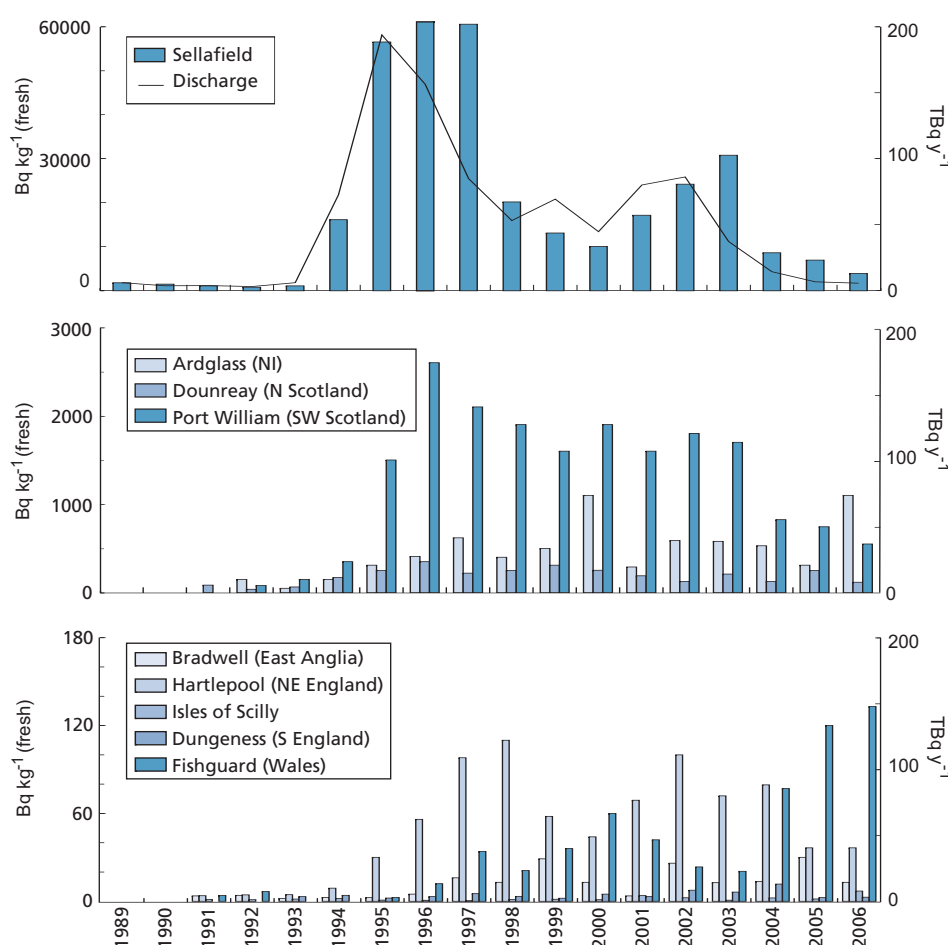 60000
30000
0
Bq kg⁻¹ (fresh)
Sellafield
Discharge
200
100
0
TBq y⁻¹
3000
2000
1000
0
Bq kg⁻¹ (fresh)
Ardglass (NI)
Dounreay (N Scotland)
Port William (SW Scotland)
200
100
0
TBq y⁻¹
180
120
60
0
Bq kg⁻¹ (fresh)
Bradwell (East Anglia)
Hartlepool (NE England)
Isles of Scilly
Dungeness (S England)
Fishguard (Wales)
200
100
0
TBq y⁻¹
1989
1990
1991
1992
1993
1994
1995
1996
1997
1998
1999
2000
2001
2002
2003
2004
2005
2006